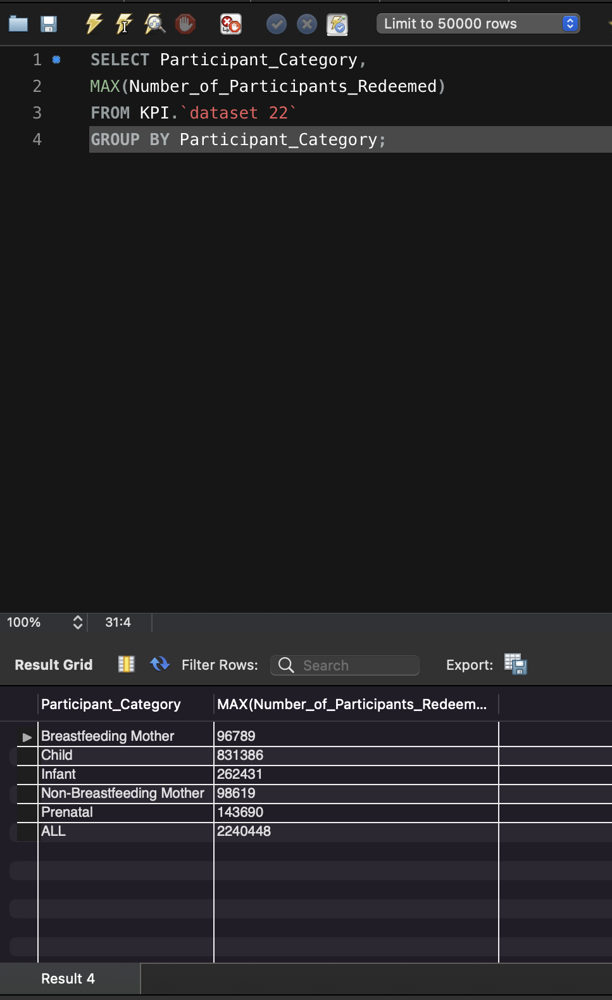 Limit to 50000 rows
1 SELECT Participant_Category,
2 MAX(Number_of_Participants_Redeemed)
3 FROM KPI.`dataset 22`
4 GROUP BY Participant_Category;
100% 31:4
Result Grid Filter Rows: Search Export:
Participant_Category MAX(Number_of_Participants_Redeem...
Breastfeeding Mother 96789
Child 831386
Infant 262431
Non-Breastfeeding Mother 98619
Prenatal 143690
ALL 2240448
Result 4